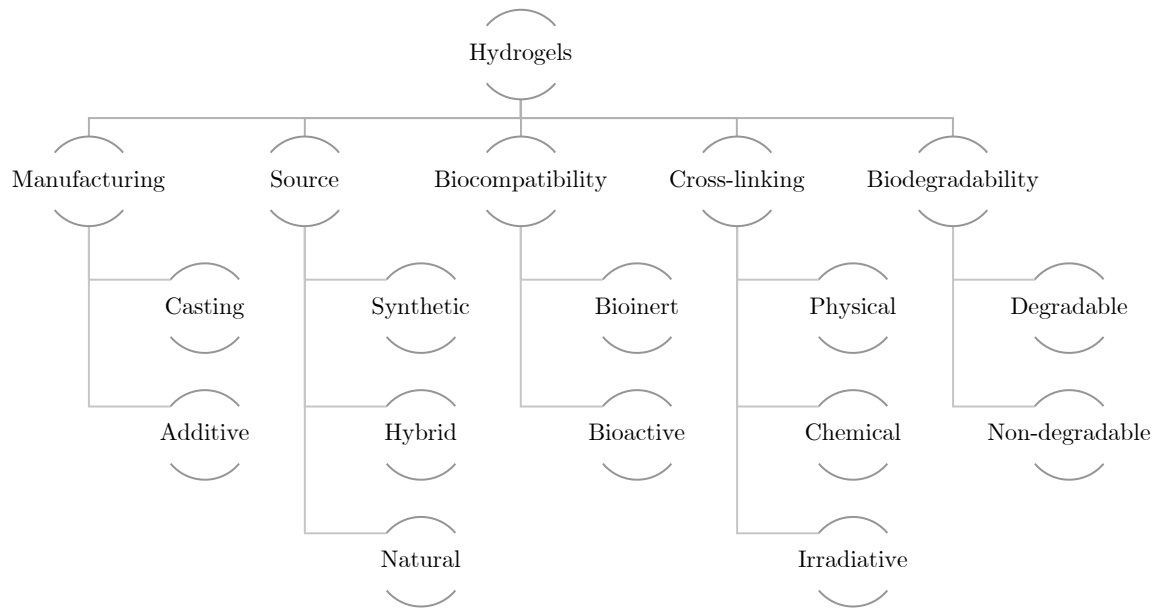 Hydrogels
Manufacturing
Source
Biocompatibility
Cross-linking
Biodegradability
Casting
Synthetic
Bioinert
Physical
Degradable
Additive
Hybrid
Bioactive
Chemical
Non-degradable
Natural
Irradiative